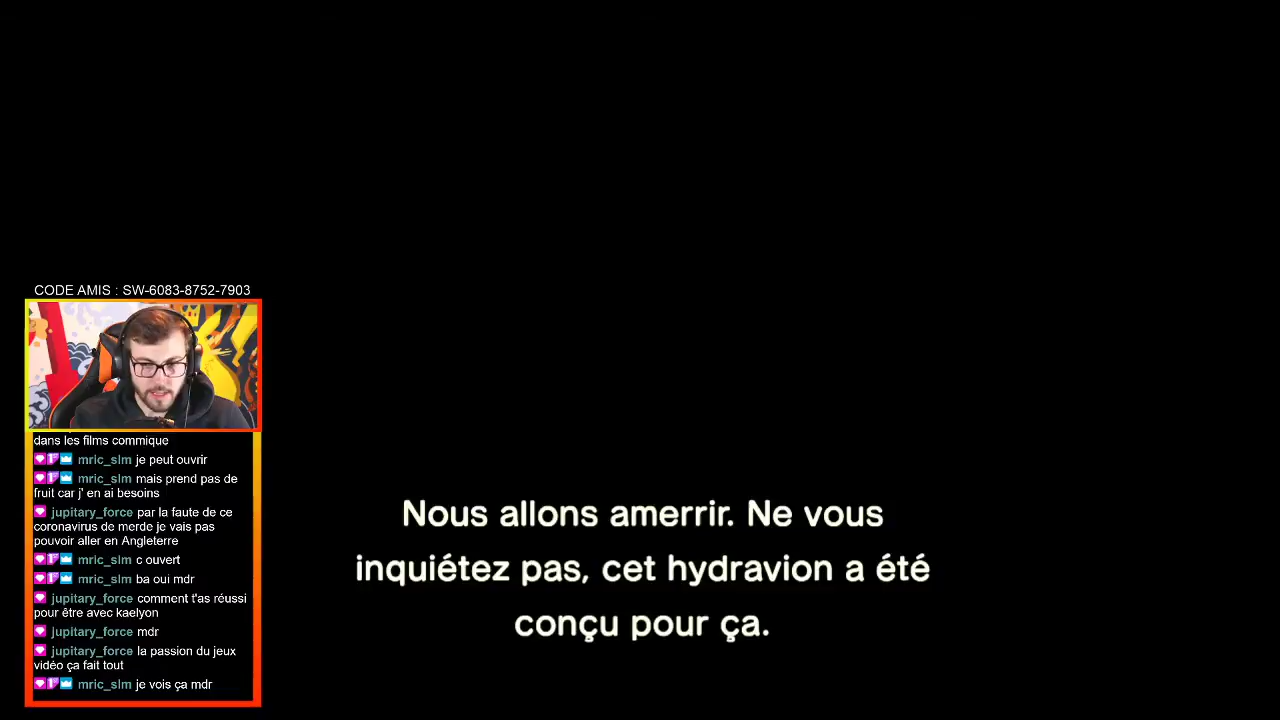 CODE AMIS : SW-6083-8752-7903
dans les films commique
mric_slm je peut ouvrir
mric_slm mais prend pas de
fruit car j' en ai besoins
jupitary_force par la faute de ce
coronavirus de merde je vais pas
pouvoir aller en Angleterre
mric_slm c ouvert
mric_slm ba oui mdr
jupitary_force comment t'as réussi
pour être avec kaelyon
jupitary_force mdr
jupitary_force la passion du jeux
vidéo ça fait tout
mric_slm je vois ça mdr
Nous allons amerrir. Ne vous
inquiétez pas, cet hydravion a été
conçu pour ça.